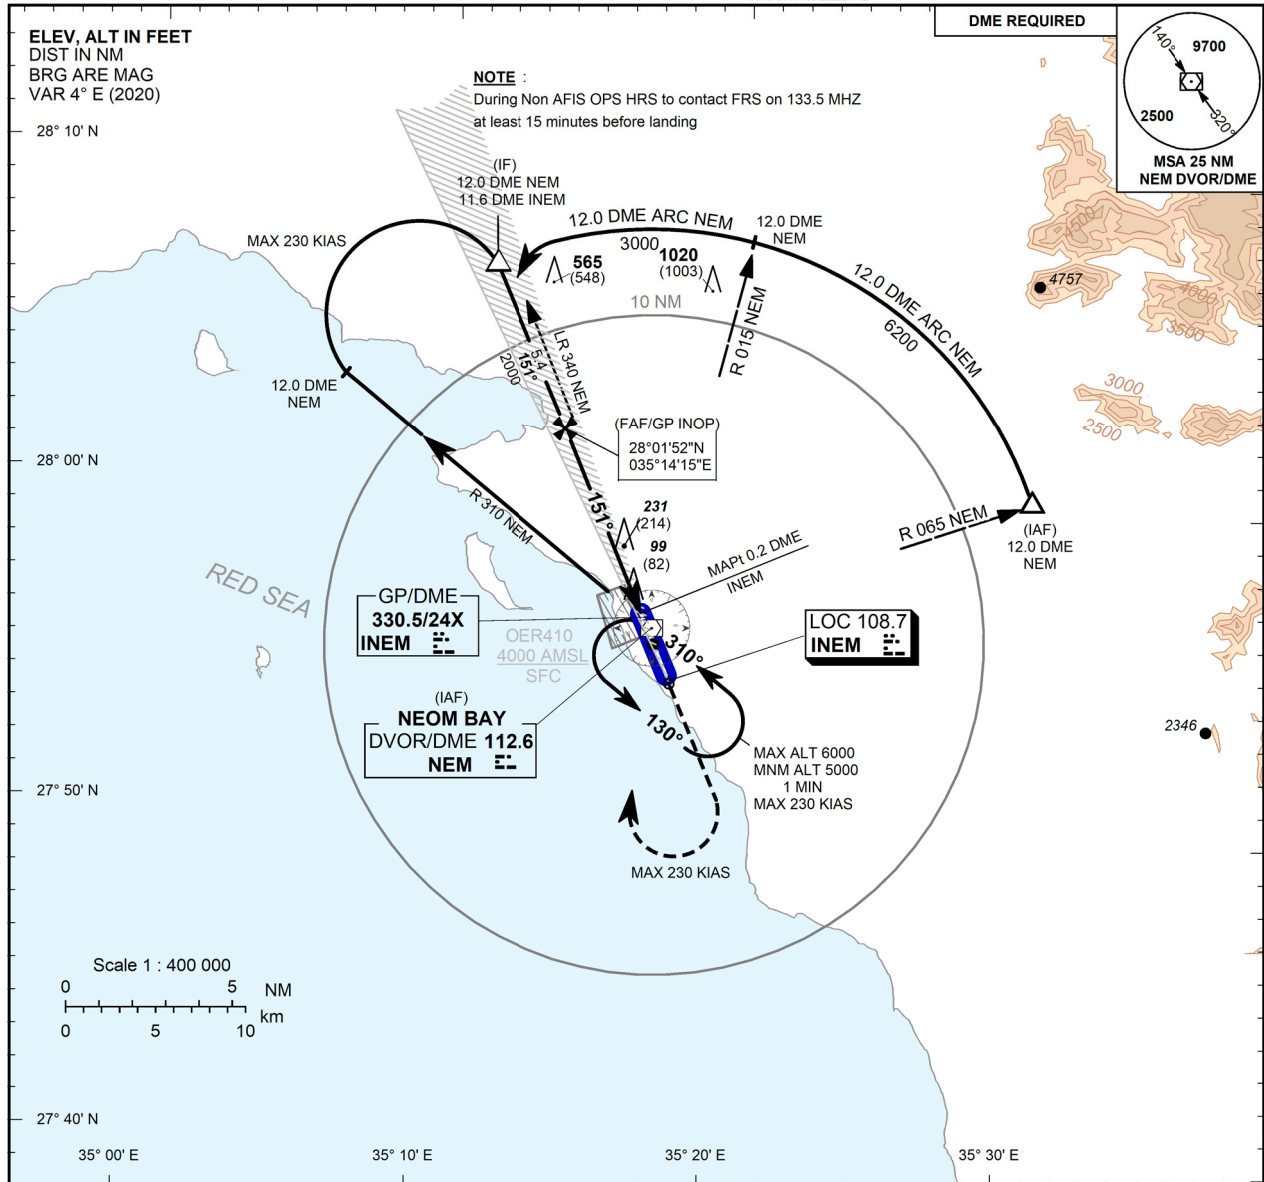 ELEV, ALT IN FEET
DIST IN NM
BRG ARE MAG
VAR 4° E (2020)
NOTE :
During Non AFIS OPS HRS to contact FRS on 133.5 MHZ
at least 15 minutes before landing
DME REQUIRED
140°
9700
2500
320°
MSA 25 NM
NEM DVOR/DME
28° 10' N
(IF)
12.0 DME NEM
11.6 DME INEM
MAX 230 KIAS
12.0 DME ARC NEM
3000
12.0 DME
NEM
565
(548)
1020
(1003)
10 NM
R 015 NEM
12.0 DME ARC NEM
6200
4500
4757
4000
3500
3000
2500
LR 340 NEM
5.4
151°
2000
12.0 DME
NEM
(FAF/GP INOP)
28°01'52"N
035°14'15"E
28° 00' N
R 310 NEM
151°
231
(214)
99
(82)
MAPt 0.2 DME
INEM
R 065 NEM
(IAF)
12.0 DME
NEM
RED SEA
GP/DME
330.5/24X
INEM
OER410
4000 AMSL
SFC
LOC 108.7
INEM
310°
130°
(IAF)
NEOM BAY
DVOR/DME 112.6
NEM
2346
MAX ALT 6000
MNM ALT 5000
1 MIN
MAX 230 KIAS
27° 50' N
MAX 230 KIAS
Scale 1 : 400 000
0 5 NM
km
0 5 10
27° 40' N
35° 00' E
35° 10' E
35° 20' E
35° 30' E